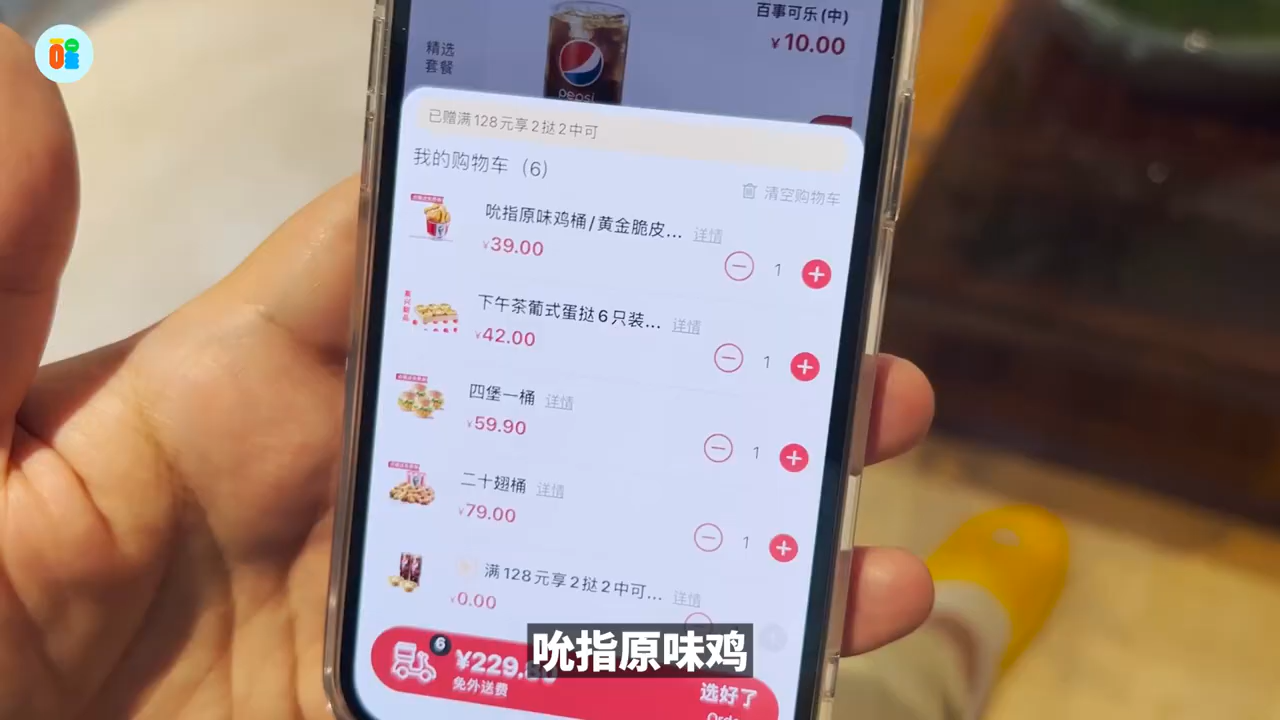 百事可乐(中)
¥10.00
精选
套餐
pepsi
已赠满128元享2挞2中可
我的购物车（6）
清空购物车
吮指原味鸡桶/黄金脆皮... 详情
¥39.00
1
下午茶葡式蛋挞6只装... 详情
¥42.00
1
四堡一桶 详情
¥59.90
1
二十翅桶 详情
¥79.00
1
满128元享2挞2中可... 详情
¥0.00
6
¥229.
免外送费
选好了
吮指原味鸡